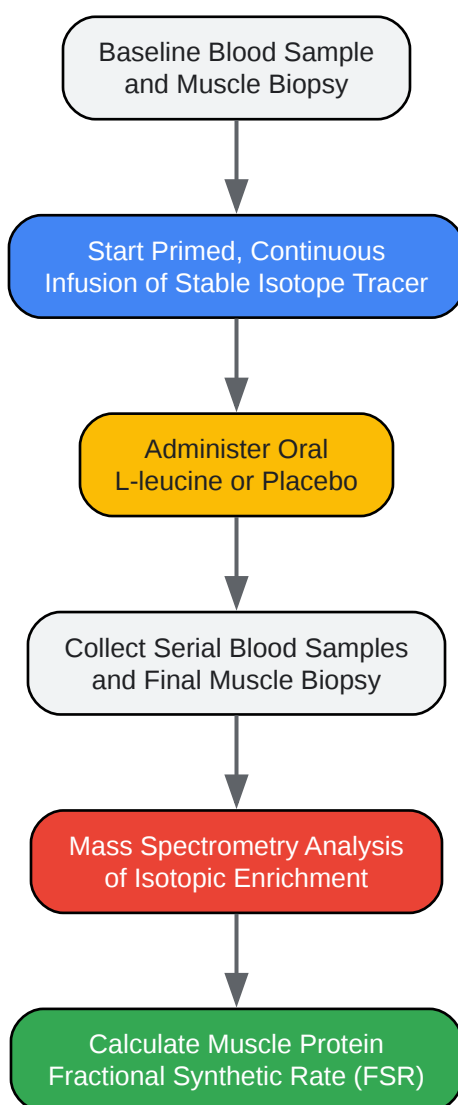 Baseline Blood Sample
and Muscle Biopsy
Start Primed, Continuous
Infusion of Stable Isotope Tracer
Administer Oral
L-leucine or Placebo
Collect Serial Blood Samples
and Final Muscle Biopsy
Mass Spectrometry Analysis
of Isotopic Enrichment
Calculate Muscle Protein
Fractional Synthetic Rate (FSR)